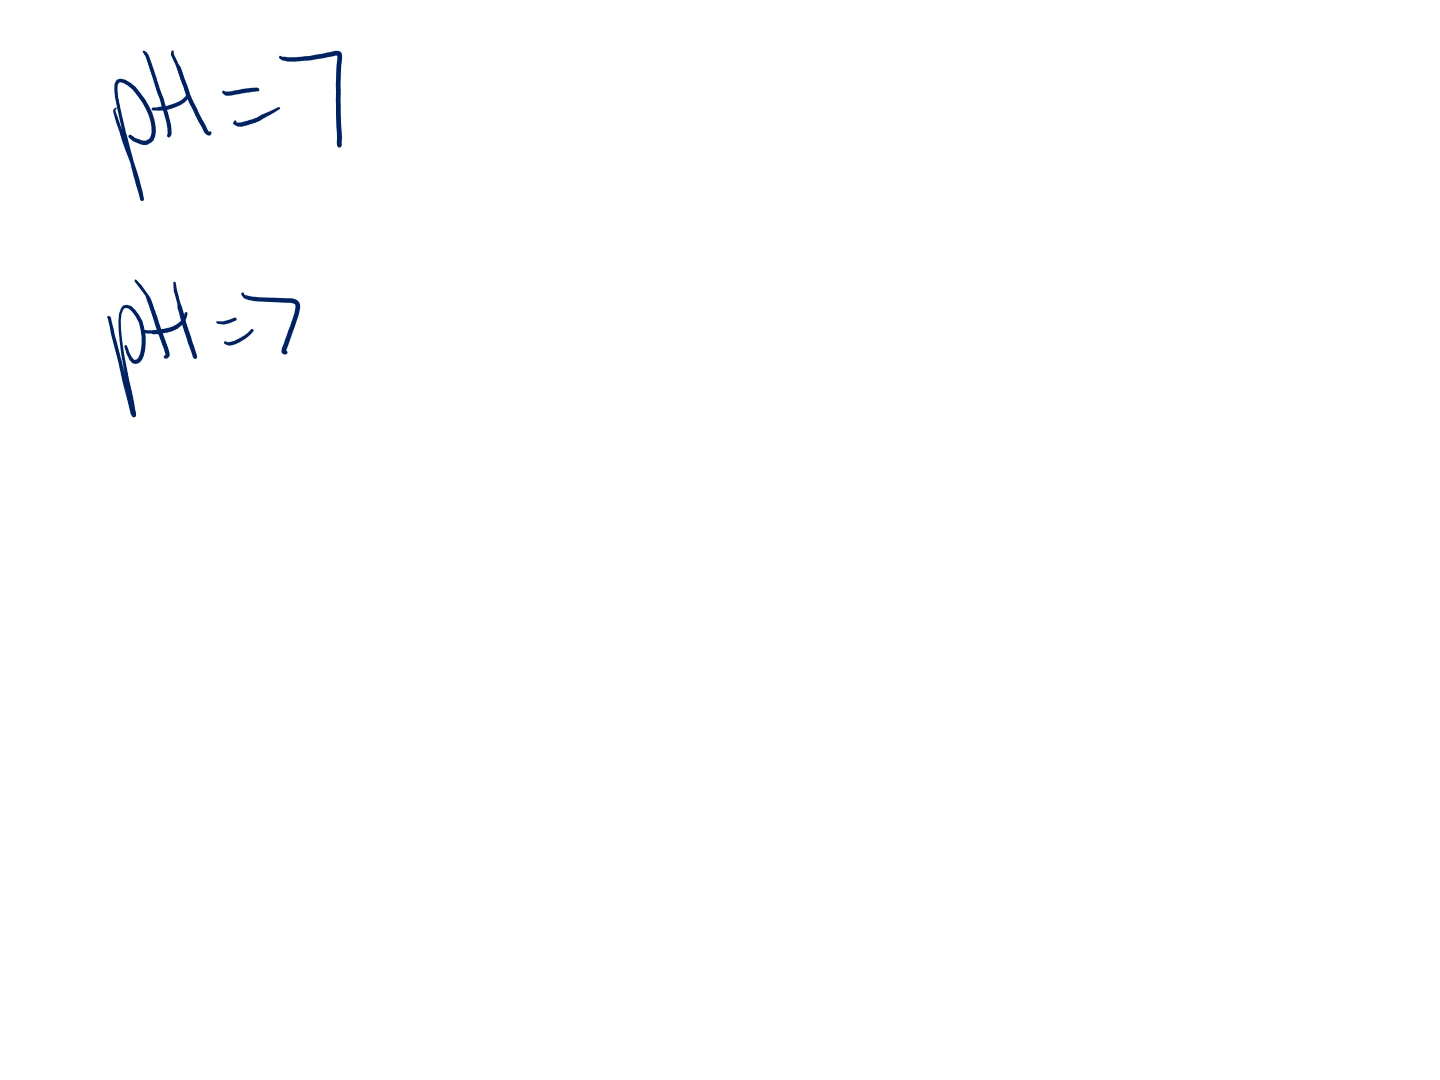 pH = 7
pH = 7